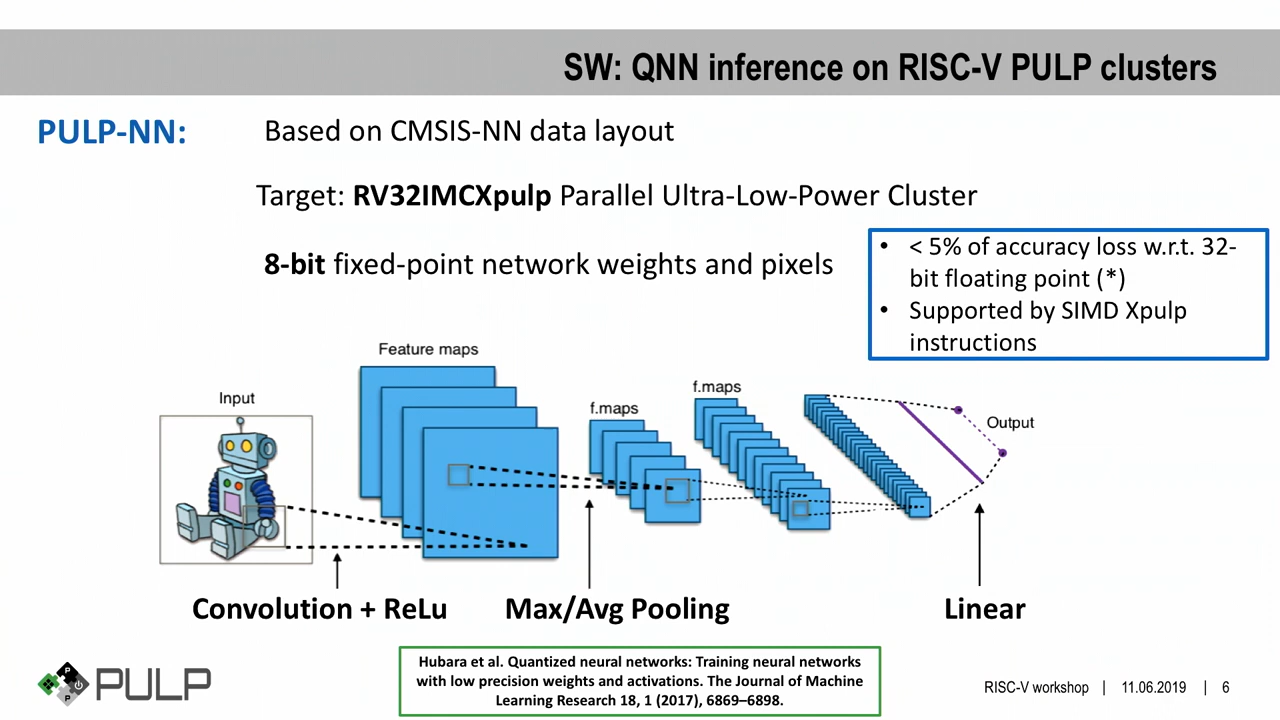 SW: QNN inference on RISC-V PULP clusters
PULP-NN:
Based on CMSIS-NN data layout
Target: RV32IMCXpulp Parallel Ultra-Low-Power Cluster
8-bit fixed-point network weights and pixels
• < 5% of accuracy loss w.r.t. 32-
bit floating point (*)
• Supported by SIMD Xpulp
instructions
Input
Feature maps
f.maps
f.maps
Output
Convolution + ReLu
Max/Avg Pooling
Linear
Hubara et al. Quantized neural networks: Training neural networks
with low precision weights and activations. The Journal of Machine
Learning Research 18, 1 (2017), 6869–6898.
P
P
P
PULP
RISC-V workshop | 11.06.2019 | 6